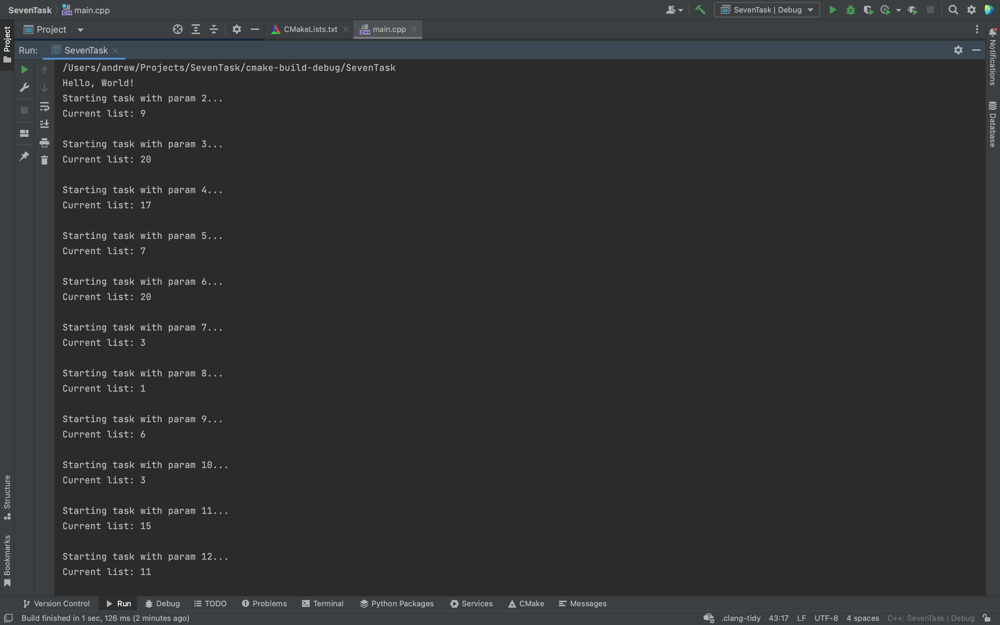 SevenTask main.cpp
SevenTask | Debug
Project
CMakeLists.txt
main.cpp
Run: SevenTask
/Users/andrew/Projects/SevenTask/cmake-build-debug/SevenTask
Hello, World!
Starting task with param 2...
Current list: 9
Starting task with param 3...
Current list: 20
Starting task with param 4...
Current list: 17
Starting task with param 5...
Current list: 7
Starting task with param 6...
Current list: 20
Starting task with param 7...
Current list: 3
Starting task with param 8...
Current list: 1
Starting task with param 9...
Current list: 6
Starting task with param 10...
Current list: 3
Starting task with param 11...
Current list: 15
Starting task with param 12...
Current list: 11
Project
Structure
Bookmarks
Notifications
Database
Version Control Run Debug TODO Problems Terminal Python Packages Services CMake Messages
Build finished in 1 sec, 126 ms (2 minutes ago)
.clang-tidy 43:17 LF UTF-8 4 spaces C++: SevenTask | Debug